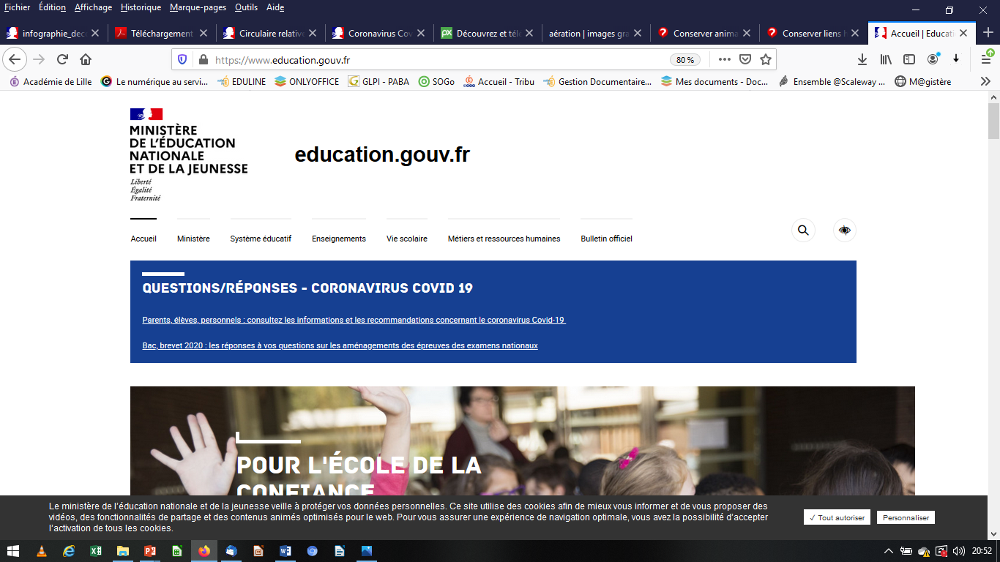 Fichier Édition Affichage Historique Marque-pages Outils Aide
infographie_dec Téléchargement Circulaire relative Coronavirus Cov Découvrez et télé aération | images gra Conserver anima Conserver liens h Accueil | Educati
https://www.education.gouv.fr 80 %
Académie de Lille Le numérique au servi... EDULINE ONLYOFFICE GLPI - PABA SOGo Accueil - Tribu Gestion Documentaire... Mes documents - Doc... Ensemble @Scaleway ... M@gistère
MINISTÈRE
DE L'ÉDUCATION
NATIONALE
ET DE LA JEUNESSE
Liberté
Égalité
Fraternité
education.gouv.fr
Accueil Ministère Système éducatif Enseignements Vie scolaire Métiers et ressources humaines Bulletin officiel
QUESTIONS/RÉPONSES - CORONAVIRUS COVID 19
Parents, élèves, personnels : consultez les informations et les recommandations concernant le coronavirus Covid-19
Bac, brevet 2020 : les réponses à vos questions sur les aménagements des épreuves des examens nationaux
POUR L'ÉCOLE DE LA
CONFIANCE
Le ministère de l'éducation nationale et de la jeunesse veille à protéger vos données personnelles. Ce site utilise des cookies afin de mieux vous informer et de vous proposer des
vidéos, des fonctionnalités de partage et des contenus animés optimisés pour le web. Pour vous assurer une expérience de navigation optimale, vous avez la possibilité d'accepter
l'activation de tous les cookies.
✓ Tout autoriser Personnaliser
20:52